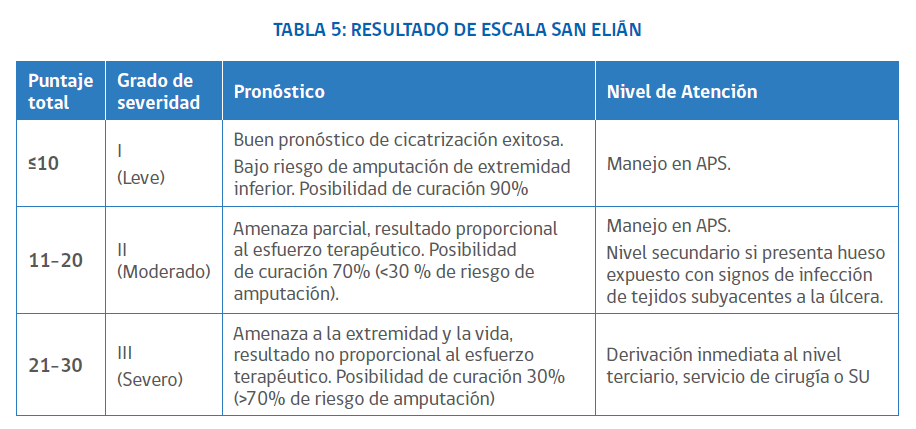 TABLA 5: RESULTADO DE ESCALA SAN ELIÁN
Puntaje total
Grado de severidad
Pronóstico
Nivel de Atención
≤10
I
(Leve)
Buen pronóstico de cicatrización exitosa.
Bajo riesgo de amputación de extremidad
inferior. Posibilidad de curación 90%
Manejo en APS.
11-20
II
(Moderado)
Amenaza parcial, resultado proporcional
al esfuerzo terapéutico. Posibilidad
de curación 70% (<30 % de riesgo de
amputación).
Manejo en APS.
Nivel secundario si presenta hueso
expuesto con signos de infección
de tejidos subyacentes a la úlcera.
21-30
III
(Severo)
Amenaza a la extremidad y la vida,
resultado no proporcional al esfuerzo
terapéutico. Posibilidad de curación 30%
(>70% de riesgo de amputación)
Derivación inmediata al nivel
terciario, servicio de cirugía o SU